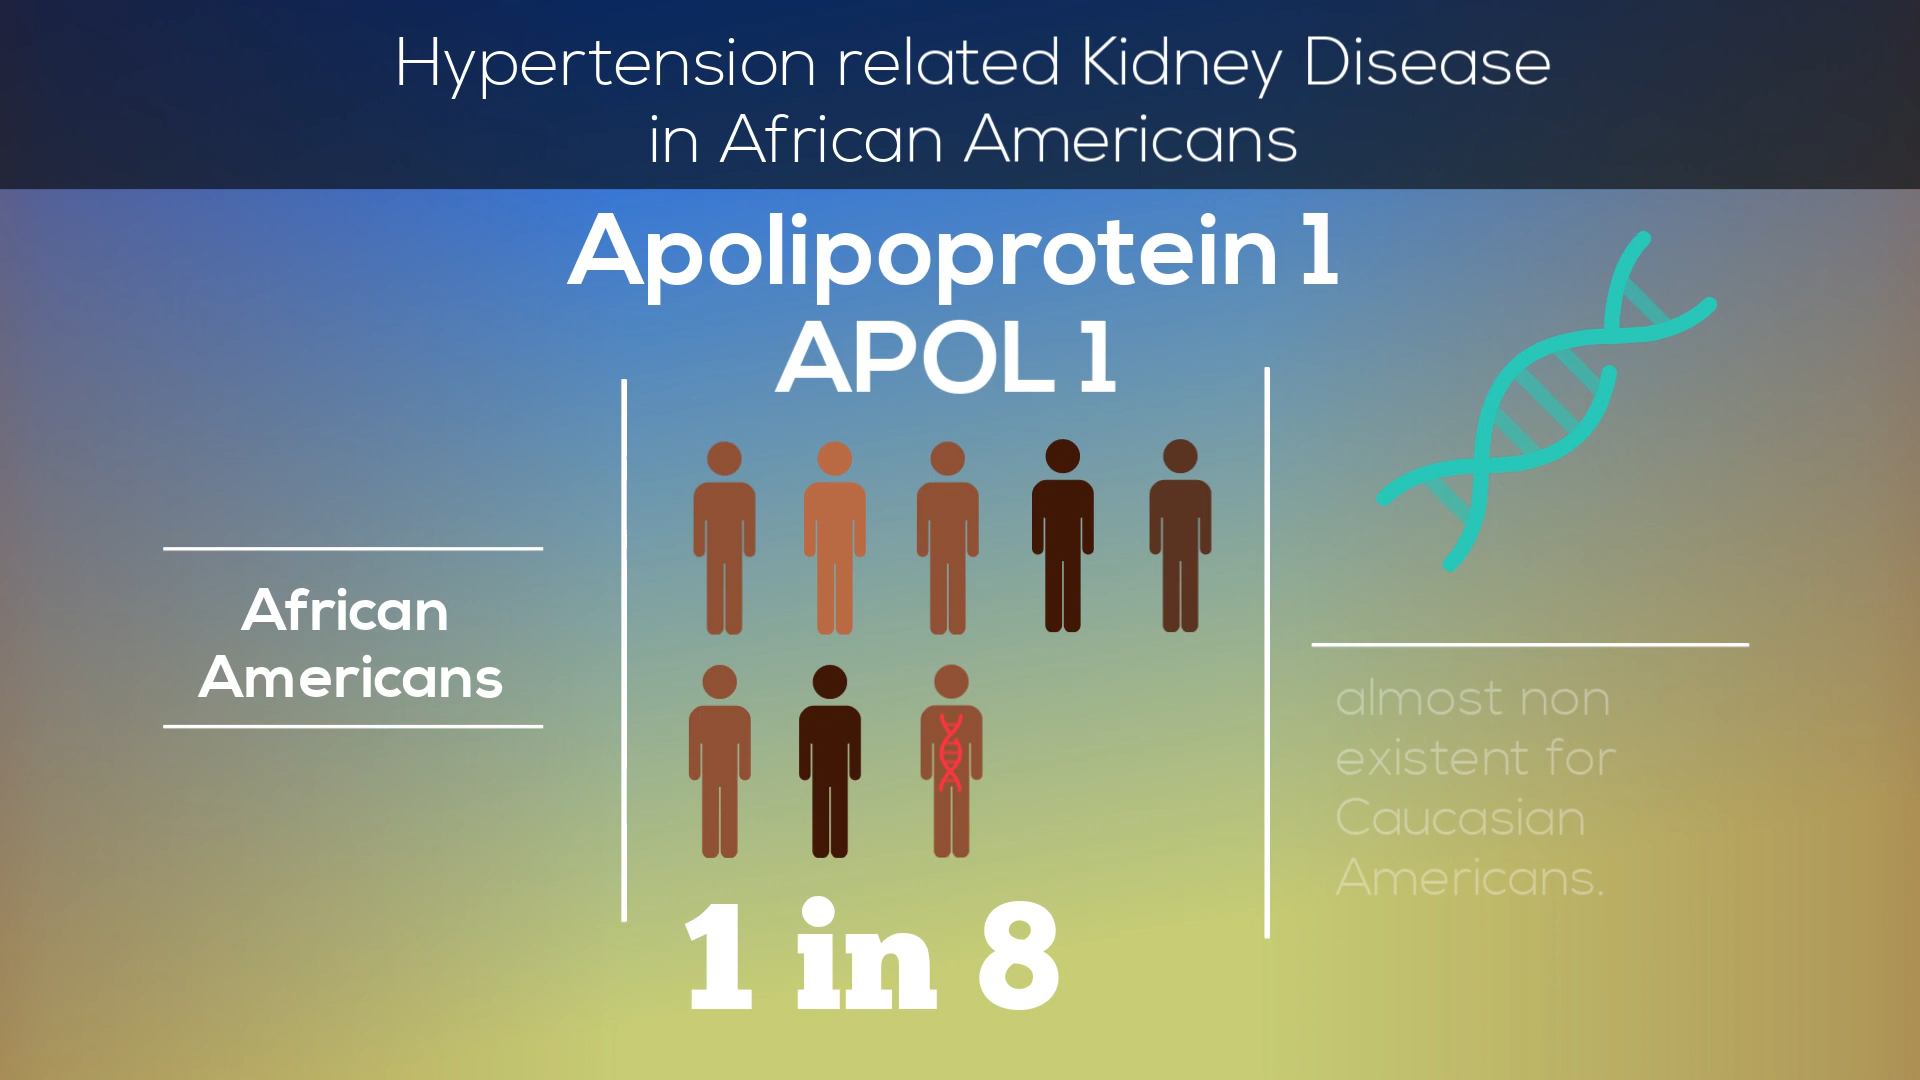 Hypertension related Kidney Disease
in African Americans
Apolipoprotein 1
APOL 1
African
Americans
1 in 8
almost non
existent for
Caucasian
Americans.